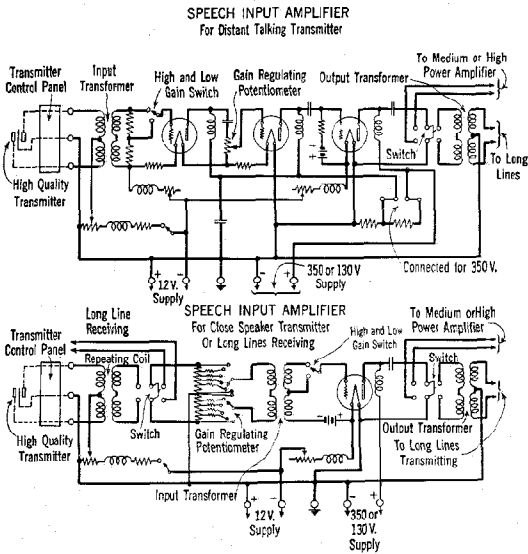 SPEECH INPUT AMPLIFIER
For Distant Talking Transmitter
Transmitter
Control Panel
Input
Transformer
High and Low
Gain Switch
Gain Regulating
Potentiometer
Output Transformer
To Medium or High
Power Amplifier
Switch
To Long
Lines
High Quality
Transmitter
+
-
12 V.
Supply
-
+
350 or 130 V
Supply
Connected for 350 V.
SPEECH INPUT AMPLIFIER
For Close Speaker Transmitter
Or Long Lines Receiving
Long Line
Receiving
Transmitter
Control Panel
Repeating Coil
High and Low
Gain Switch
To Medium or High
Power Amplifier
Switch
Switch
Gain Regulating
Potentiometer
High Quality
Transmitter
Output Transformer
To Long Lines
Transmitting
Input Transformer
+
-
12 V.
Supply
-
+
350 or
130 V.
Supply